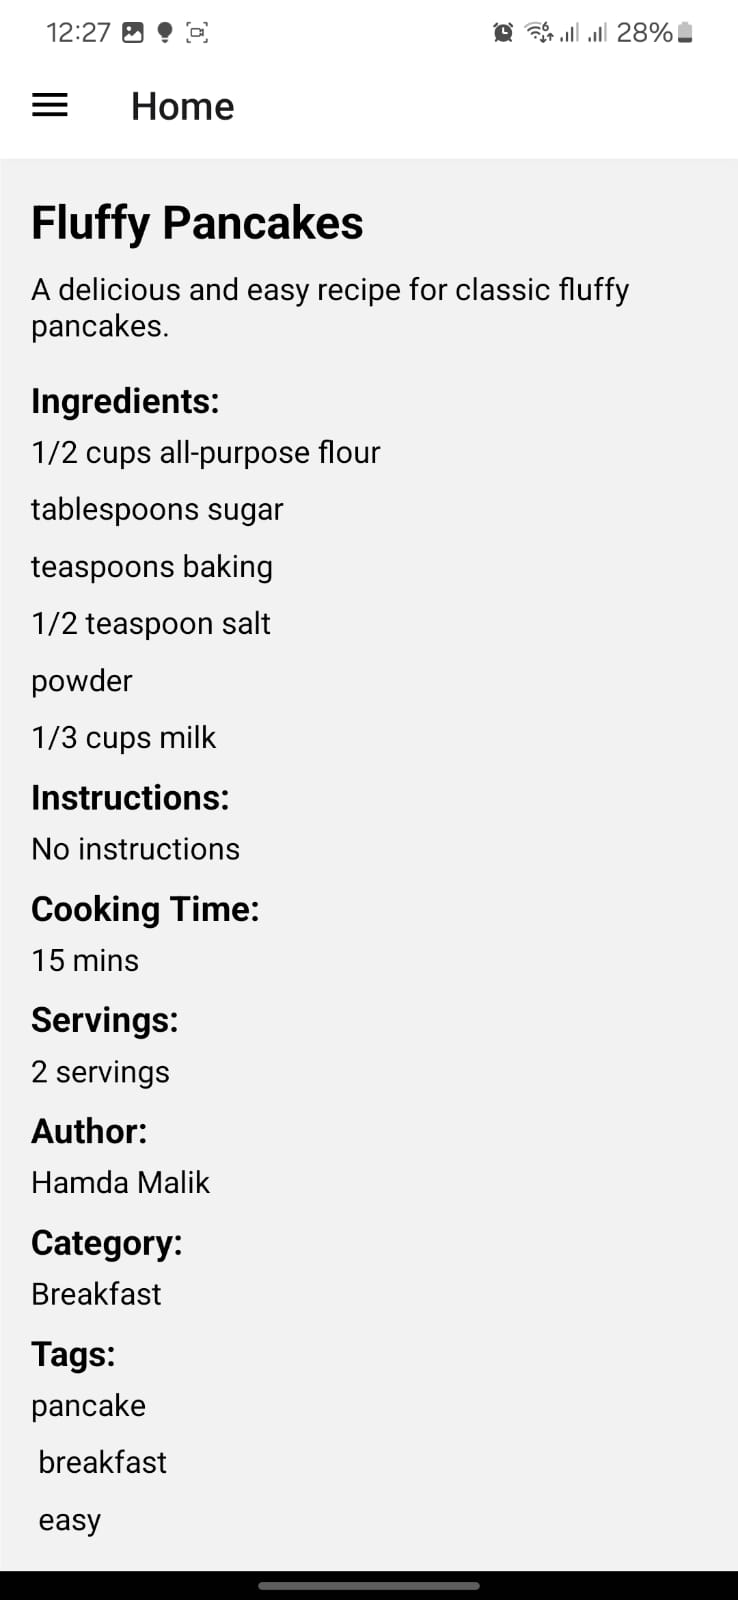 12:27
28%
Home
Fluffy Pancakes
A delicious and easy recipe for classic fluffy
pancakes.
Ingredients:
1/2 cups all-purpose flour
tablespoons sugar
teaspoons baking
1/2 teaspoon salt
powder
1/3 cups milk
Instructions:
No instructions
Cooking Time:
15 mins
Servings:
2 servings
Author:
Hamda Malik
Category:
Breakfast
Tags:
pancake
breakfast
easy